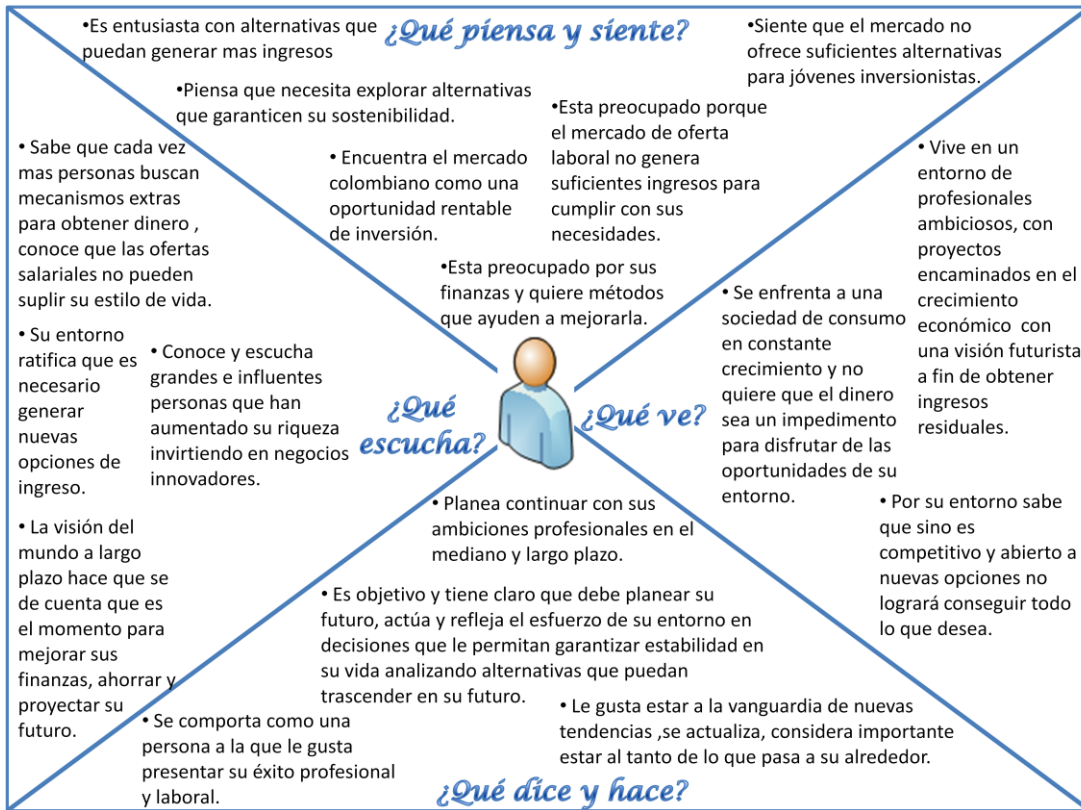 ¿Qué piensa y siente?
•Es entusiasta con alternativas que
puedan generar mas ingresos
•Piensa que necesita explorar alternativas
que garanticen su sostenibilidad.
• Encuentra el mercado
colombiano como una
oportunidad rentable
de inversión.
•Esta preocupado porque
el mercado de oferta
laboral no genera
suficientes ingresos para
cumplir con sus
necesidades.
•Siente que el mercado no
ofrece suficientes alternativas
para jóvenes inversionistas.
•Esta preocupado por sus
finanzas y quiere métodos
que ayuden a mejorarla.
• Sabe que cada vez
mas personas buscan
mecanismos extras
para obtener dinero ,
conoce que las ofertas
salariales no pueden
suplir su estilo de vida.
• Su entorno
ratifica que es
necesario
generar
nuevas
opciones de
ingreso.
• Conoce y escucha
grandes e influentes
personas que han
aumentado su riqueza
invirtiendo en negocios
innovadores.
¿Qué
escucha?
• La visión del
mundo a largo
plazo hace que se
de cuenta que es
el momento para
mejorar sus
finanzas, ahorrar y
proyectar su
futuro.
¿Qué ve?
• Se enfrenta a una
sociedad de consumo
en constante
crecimiento y no
quiere que el dinero
sea un impedimento
para disfrutar de las
oportunidades de su
entorno.
• Vive en un
entorno de
profesionales
ambiciosos, con
proyectos
encaminados en el
crecimiento
económico con
una visión futurista
a fin de obtener
ingresos
residuales.
• Por su entorno sabe
que sino es
competitivo y abierto a
nuevas opciones no
logrará conseguir todo
lo que desea.
• Planea continuar con sus
ambiciones profesionales en el
mediano y largo plazo.
• Es objetivo y tiene claro que debe planear su
futuro, actúa y refleja el esfuerzo de su entorno en
decisiones que le permitan garantizar estabilidad en
su vida analizando alternativas que puedan
trascender en su futuro.
• Se comporta como una
persona a la que le gusta
presentar su éxito profesional
y laboral.
• Le gusta estar a la vanguardia de nuevas
tendencias ,se actualiza, considera importante
estar al tanto de lo que pasa a su alrededor.
¿Qué dice y hace?